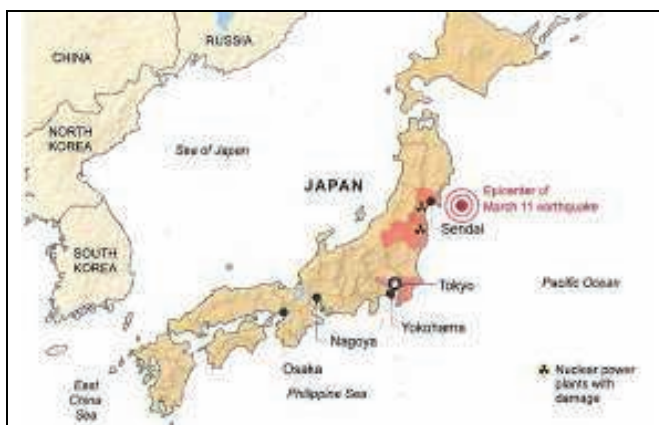 RUSSIA
CHINA
NORTH
KOREA
Sea of Japan
JAPAN
Epicenter of
March 11 earthquake
Sendai
SOUTH
KOREA
Tokyo
Pacific Ocean
Yokohama
Nagoya
Osaka
East
China
Sea
Philippine Sea
Nuclear power
plants with
damage